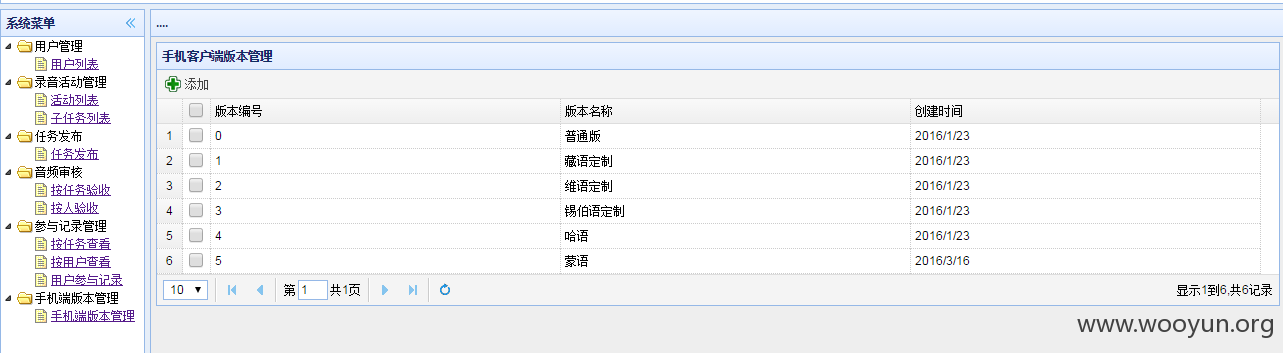 系统菜单
用户管理
用户列表
录音活动管理
活动列表
子任务列表
任务发布
任务发布
音频审核
按任务验收
按人验收
参与记录管理
按任务查看
按用户查看
用户参与记录
手机端版本管理
手机端版本管理
....
手机客户端版本管理
添加
版本编号 版本名称 创建时间
1 0 普通版 2016/1/23
2 1 藏语定制 2016/1/23
3 2 维语定制 2016/1/23
4 3 锡伯语定制 2016/1/23
5 4 哈语 2016/1/23
6 5 蒙语 2016/3/16
10 第 1 共1页 显示1到6,共6记录
www.wooyun.org